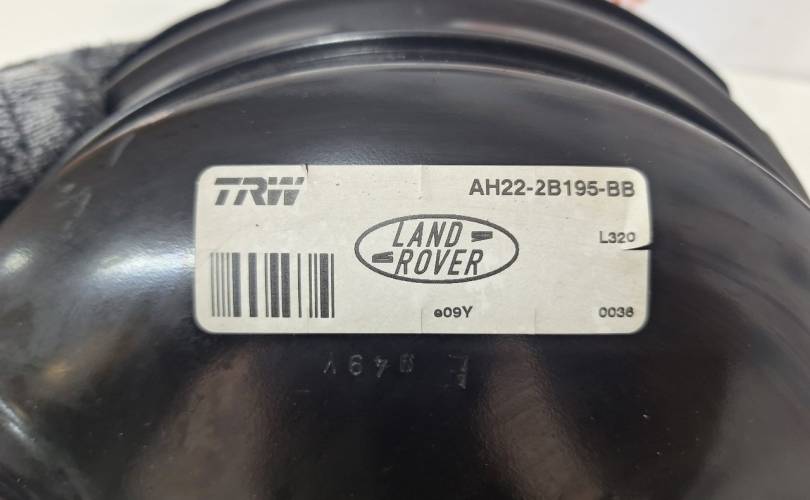 TRW
AH22-2B195-BB
LAND
ROVER
L320
e09Y
0036